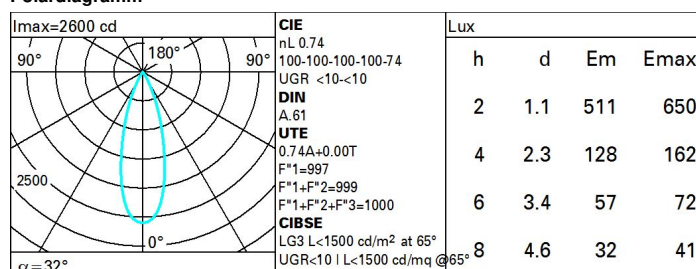 Polardiagramm
Imax=2600 cd
90°
180°
90°
2500
0°
α=32°
CIE
nL 0.74
100-100-100-100-74
UGR <10-<10
DIN
A.61
UTE
0.74A+0.00T
F"1=997
F"1+F"2=999
F"1+F"2+F"3=1000
CIBSE
LG3 L<1500 cd/m² at 65°
UGR<10 | L<1500 cd/mq @65°
Lux
h d Em Emax
2 1.1 511 650
4 2.3 128 162
6 3.4 57 72
8 4.6 32 41